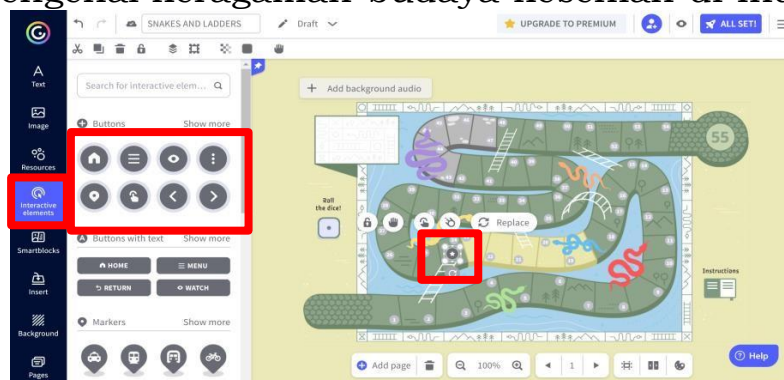 mengenai keragaman budaya kesenian di
SNAKES AND LADDERS
Draft
UPGRADE TO PREMIUM
ALL SET!
Text
Image
Resources
Interactive elements
Smartblocks
Insert
Background
Pages
Search for interactive elem...
Buttons
Show more
Buttons with text
Show more
HOME
MENU
RETURN
WATCH
Markers
Show more
Add background audio
55
Roll
the dice!
Replace
Instructions
Add page
100%
1
Help